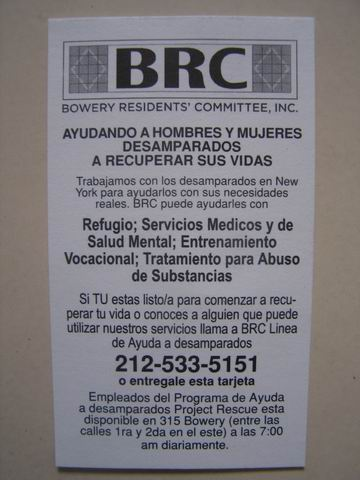 BRC
BOWERY RESIDENTS' COMMITTEE, INC.
AYUDANDO A HOMBRES Y MUJERES
DESAMPARADOS
A RECUPERAR SUS VIDAS
Trabajamos con los desamparados en New
York para ayudarlos con sus necesidades
reales. BRC puede ayudarles con
Refugio; Servicios Medicos y de
Salud Mental; Entrenamiento
Vocacional; Tratamiento para Abuso
de Substancias
Si TU estas listo/a para comenzar a recu-
perar tu vida o conoces a alguien que puede
utilizar nuestros servicios llama a BRC Linea
de Ayuda a desamparados
212-533-5151
o entregale esta tarjeta
Empleados del Programa de Ayuda
a desamparados Project Rescue esta
disponible en 315 Bowery (entre las
calles 1ra y 2da en el este) a las 7:00
am diariamente.